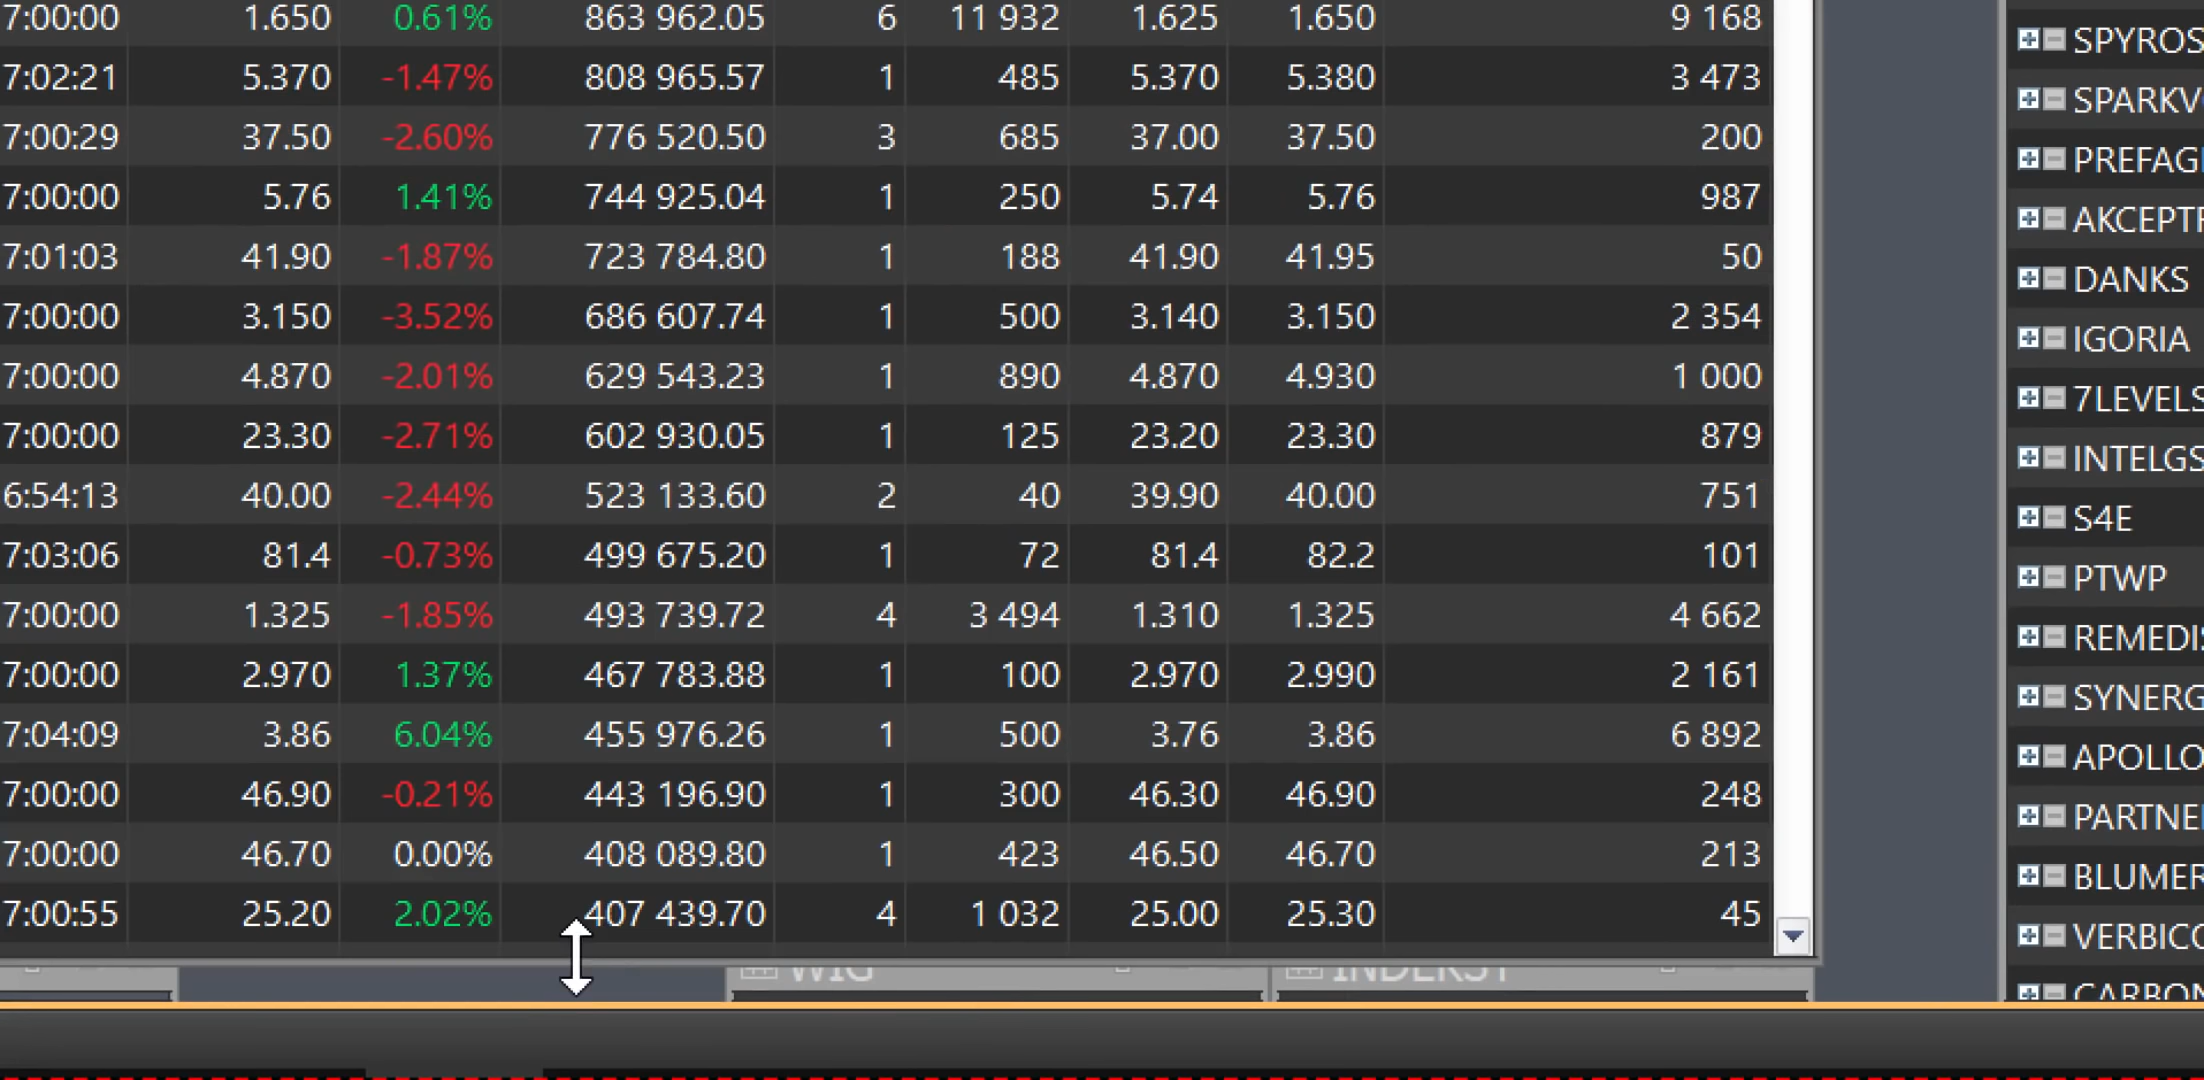 7:00:00 1.650 0.61% 863 962.05 6 11 932 1.625 1.650 9 168
7:02:21 5.370 -1.47% 808 965.57 1 485 5.370 5.380 3 473
7:00:29 37.50 -2.60% 776 520.50 3 685 37.00 37.50 200
7:00:00 5.76 1.41% 744 925.04 1 250 5.74 5.76 987
7:01:03 41.90 -1.87% 723 784.80 1 188 41.90 41.95 50
7:00:00 3.150 -3.52% 686 607.74 1 500 3.140 3.150 2 354
7:00:00 4.870 -2.01% 629 543.23 1 890 4.870 4.930 1 000
7:00:00 23.30 -2.71% 602 930.05 1 125 23.20 23.30 879
6:54:13 40.00 -2.44% 523 133.60 2 40 39.90 40.00 751
7:03:06 81.4 -0.73% 499 675.20 1 72 81.4 82.2 101
7:00:00 1.325 -1.85% 493 739.72 4 3 494 1.310 1.325 4 662
7:00:00 2.970 1.37% 467 783.88 1 100 2.970 2.990 2 161
7:04:09 3.86 6.04% 455 976.26 1 500 3.76 3.86 6 892
7:00:00 46.90 -0.21% 443 196.90 1 300 46.30 46.90 248
7:00:00 46.70 0.00% 408 089.80 1 423 46.50 46.70 213
7:00:55 25.20 2.02% 407 439.70 4 1 032 25.00 25.30 45
WIG
SPYROS
SPARKV
PREFAG
AKCEPT
DANKS
IGORIA
7LEVELS
INTELGS
S4E
PTWP
REMEDI
SYNERG
APOLLO
PARTNE
BLUMER
VERBIC
CARBON